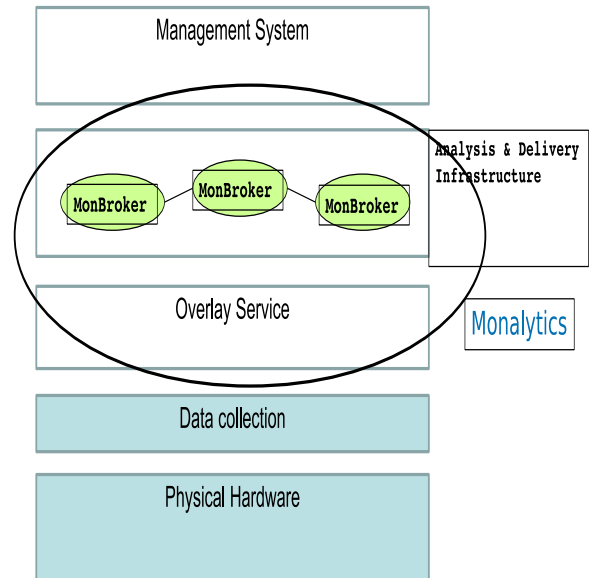 Management System
Analysis & Delivery
Infrastructure
MonBroker
MonBroker
MonBroker
Overlay Service
Monalytics
Data collection
Physical Hardware